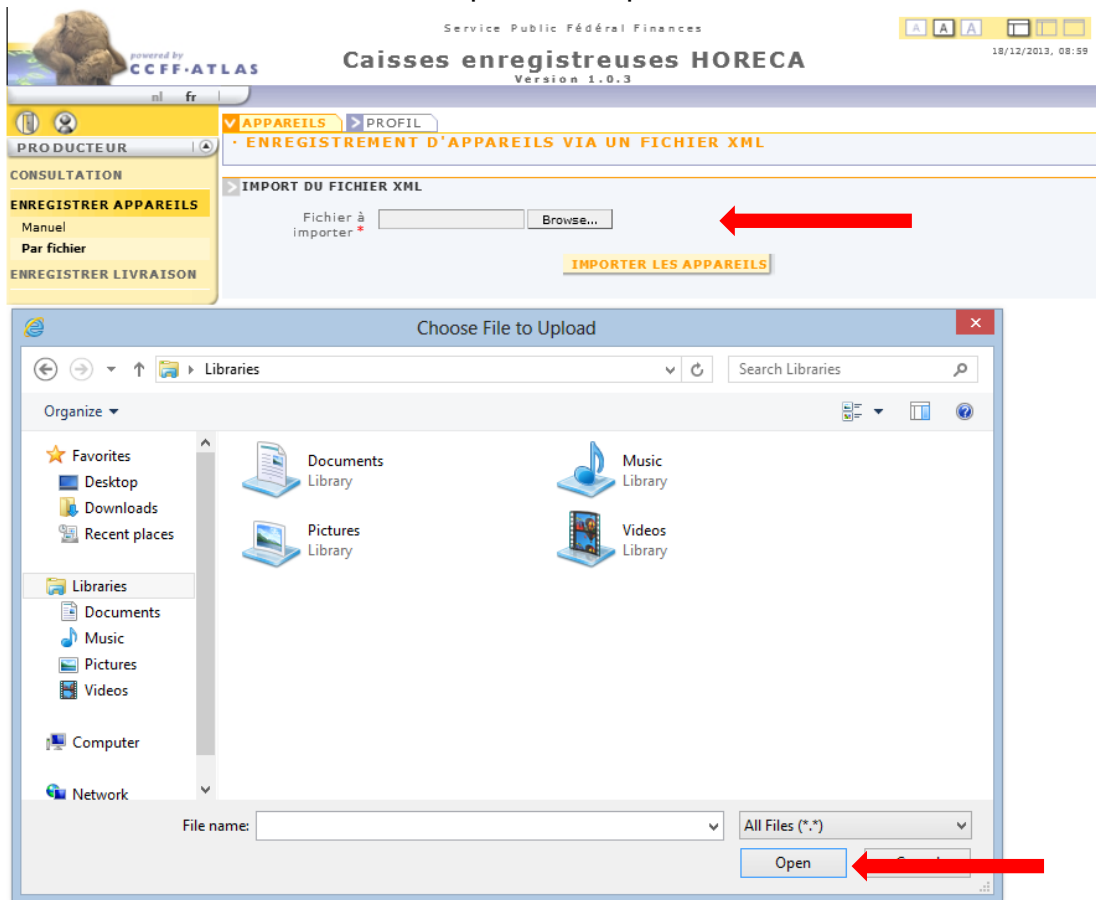 Service Public Fédéral Finances
A A A
powered by
CCFF·ATLAS
Caisses enregistreuses HORECA
18/12/2013, 08:59
Version 1.0.3
nl fr
APPAREILS PROFIL
PRODUCTEUR
· ENREGISTREMENT D'APPAREILS VIA UN FICHIER XML
CONSULTATION
IMPORT DU FICHIER XML
ENREGISTRER APPAREILS
Manuel
Par fichier
ENREGISTRER LIVRAISON
Fichier à
importer *
Browse...
IMPORTER LES APPAREILS
Choose File to Upload
Libraries
Search Libraries
Organize
Favorites
Desktop
Downloads
Recent places
Libraries
Documents
Music
Pictures
Videos
Computer
Network
Documents
Library
Music
Library
Pictures
Library
Videos
Library
File name:
All Files (*.*)
Open